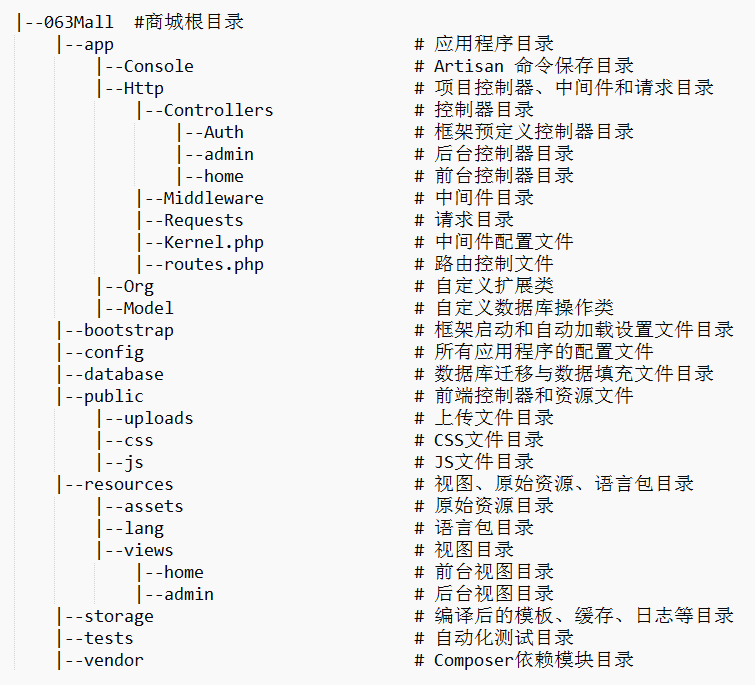 |--063Mall  #商城根目录
    |--app                              # 应用程序目录
        |--Console                      # Artisan 命令保存目录
        |--Http                         # 项目控制器、中间件和请求目录
            |--Controllers              # 控制器目录
                |--Auth                 # 框架预定义控制器目录
                |--admin                # 后台控制器目录
                |--home                 # 前台控制器目录
            |--Middleware               # 中间件目录
            |--Requests                 # 请求目录
            |--Kernel.php               # 中间件配置文件
            |--routes.php               # 路由控制文件
        |--Org                          # 自定义扩展类
        |--Model                        # 自定义数据库操作类
    |--bootstrap                        # 框架启动和自动加载设置文件目录
    |--config                           # 所有应用程序的配置文件
    |--database                         # 数据库迁移与数据填充文件目录
    |--public                           # 前端控制器和资源文件
        |--uploads                      # 上传文件目录
        |--css                          # CSS文件目录
        |--js                           # JS文件目录
    |--resources                        # 视图、原始资源、语言包目录
        |--assets                       # 原始资源目录
        |--lang                         # 语言包目录
        |--views                        # 视图目录
            |--home                     # 前台视图目录
            |--admin                    # 后台视图目录
    |--storage                          # 编译后的模板、缓存、日志等目录
    |--tests                            # 自动化测试目录
    |--vendor                           # Composer依赖模块目录